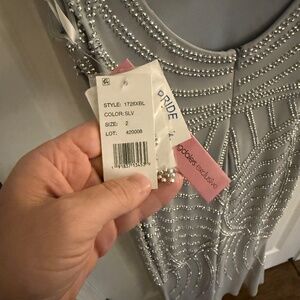 STYLE: 1726XBL
COLOR: SLV
SIZE: 2
LOT: 420008
PRIDE
exclusive